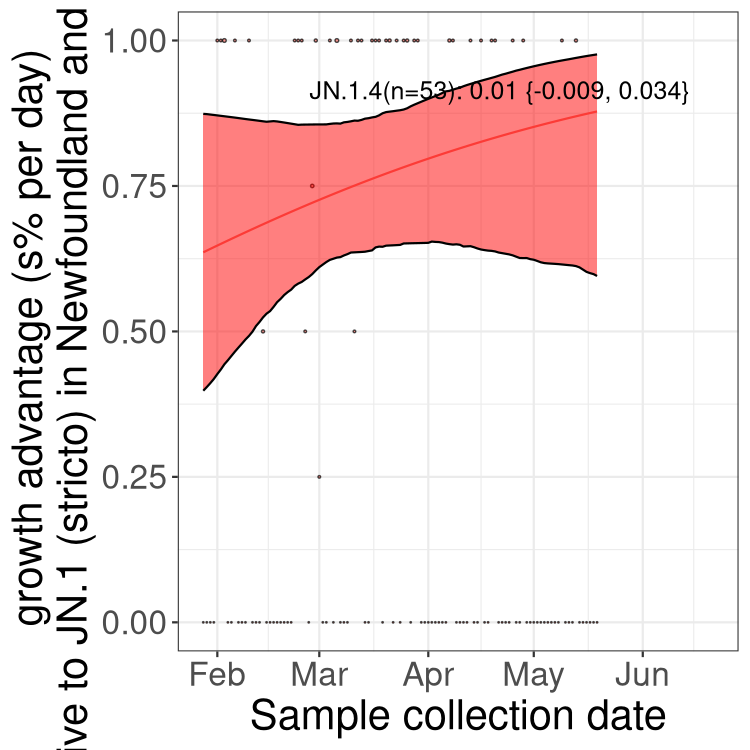 growth advantage (s% per day)
ive to JN.1 (stricto) in Newfoundland and
1.00
0.75
0.50
0.25
0.00
JN.1.4(n=53): 0.01 {-0.009, 0.034}
Feb Mar Apr May Jun
Sample collection date